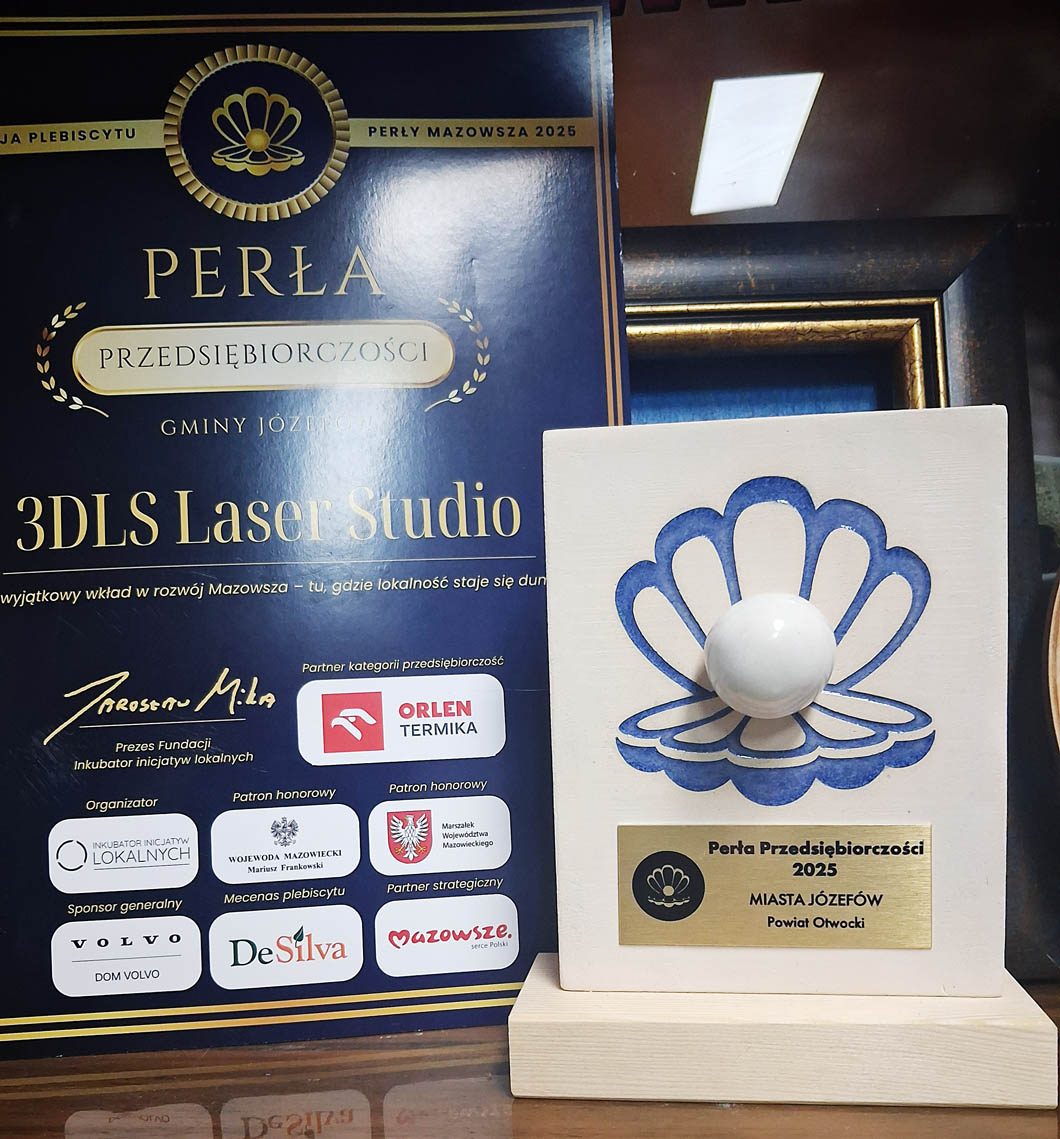 JA PLEBISCYTU
PERŁY MAZOWSZA 2025
PERŁA
PRZEDSIĘBIORCZOŚCI
GMINY JÓZEFÓW
3DLS Laser Studio
wyjątkowy wkład w rozwój Mazowsza – tu, gdzie lokalność staje się dum
Jarosław Mika
Prezes Fundacji
Inkubator inicjatyw lokalnych
Partner kategorii przedsiębiorczość
ORLEN
TERMIKA
Organizator
INKUBATOR INICJATYW
LOKALNYCH
Patron honorowy
WOJEWODA MAZOWIECKI
Mariusz Frankowski
Patron honorowy
Marszałek
Województwa
Mazowieckiego
Sponsor generalny
VOLVO
DOM VOLVO
Mecenas plebiscytu
DeSilva
Partner strategiczny
mazowsze.
serce Polski
Perła Przedsiębiorczości
2025
MIASTA JÓZEFÓW
Powiat Otwocki